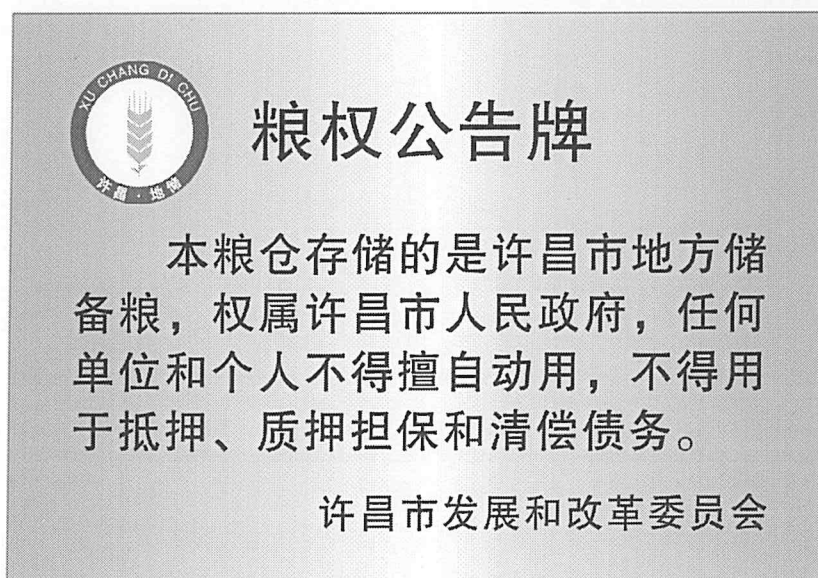 XU CHANG DI CHU
许昌·地储
粮权公告牌
本粮仓存储的是许昌市地方储
备粮，权属许昌市人民政府，任何
单位和个人不得擅自动用，不得用
于抵押、质押担保和清偿债务。
许昌市发展和改革委员会